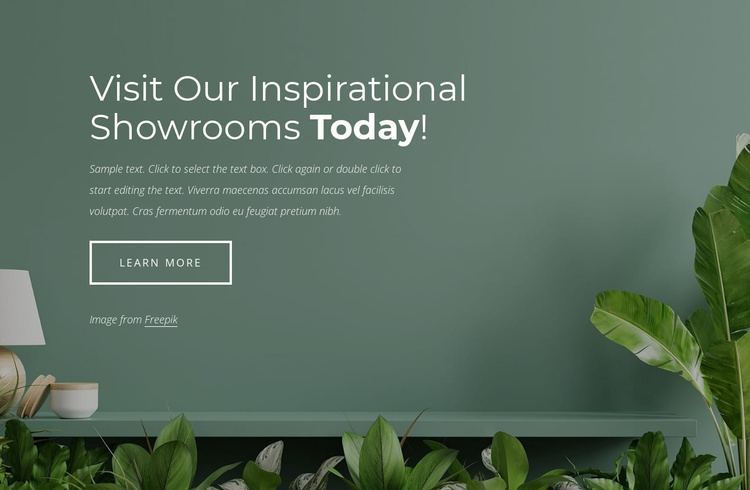 Visit Our Inspirational
Showrooms Today!
Sample text. Click to select the text box. Click again or double click to
start editing the text. Viverra maecenas accumsan lacus vel facilisis
volutpat. Cras fermentum odio eu feugiat pretium nibh.
LEARN MORE
Image from Freepik